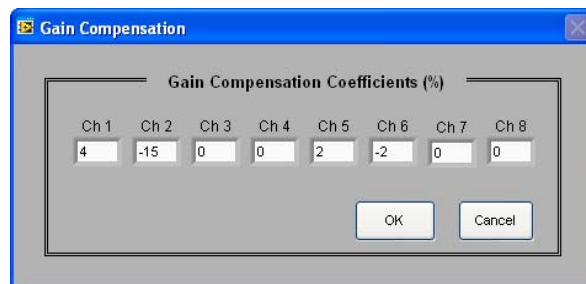 Gain Compensation
Gain Compensation Coefficients (%)
Ch 1 Ch 2 Ch 3 Ch 4 Ch 5 Ch 6 Ch 7 Ch 8
4 -15 0 0 2 -2 0 0
OK Cancel